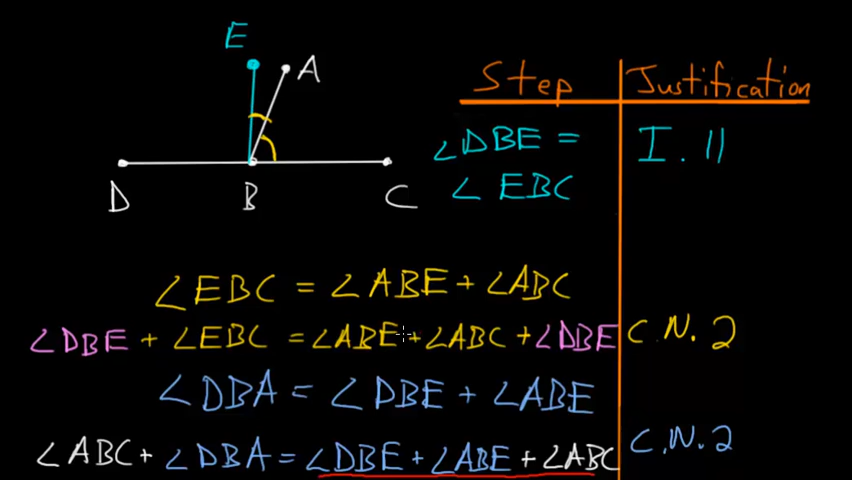 E
A
D B C
Step Justification
∠DBE = I.11
∠EBC
∠EBC = ∠ABE + ∠ABC
∠DBE + ∠EBC = ∠ABE + ∠ABC + ∠DBE C.N.2
∠DBA = ∠DBE + ∠ABE
∠ABC + ∠DBA = ∠DBE + ∠ABE + ∠ABC C.N.2